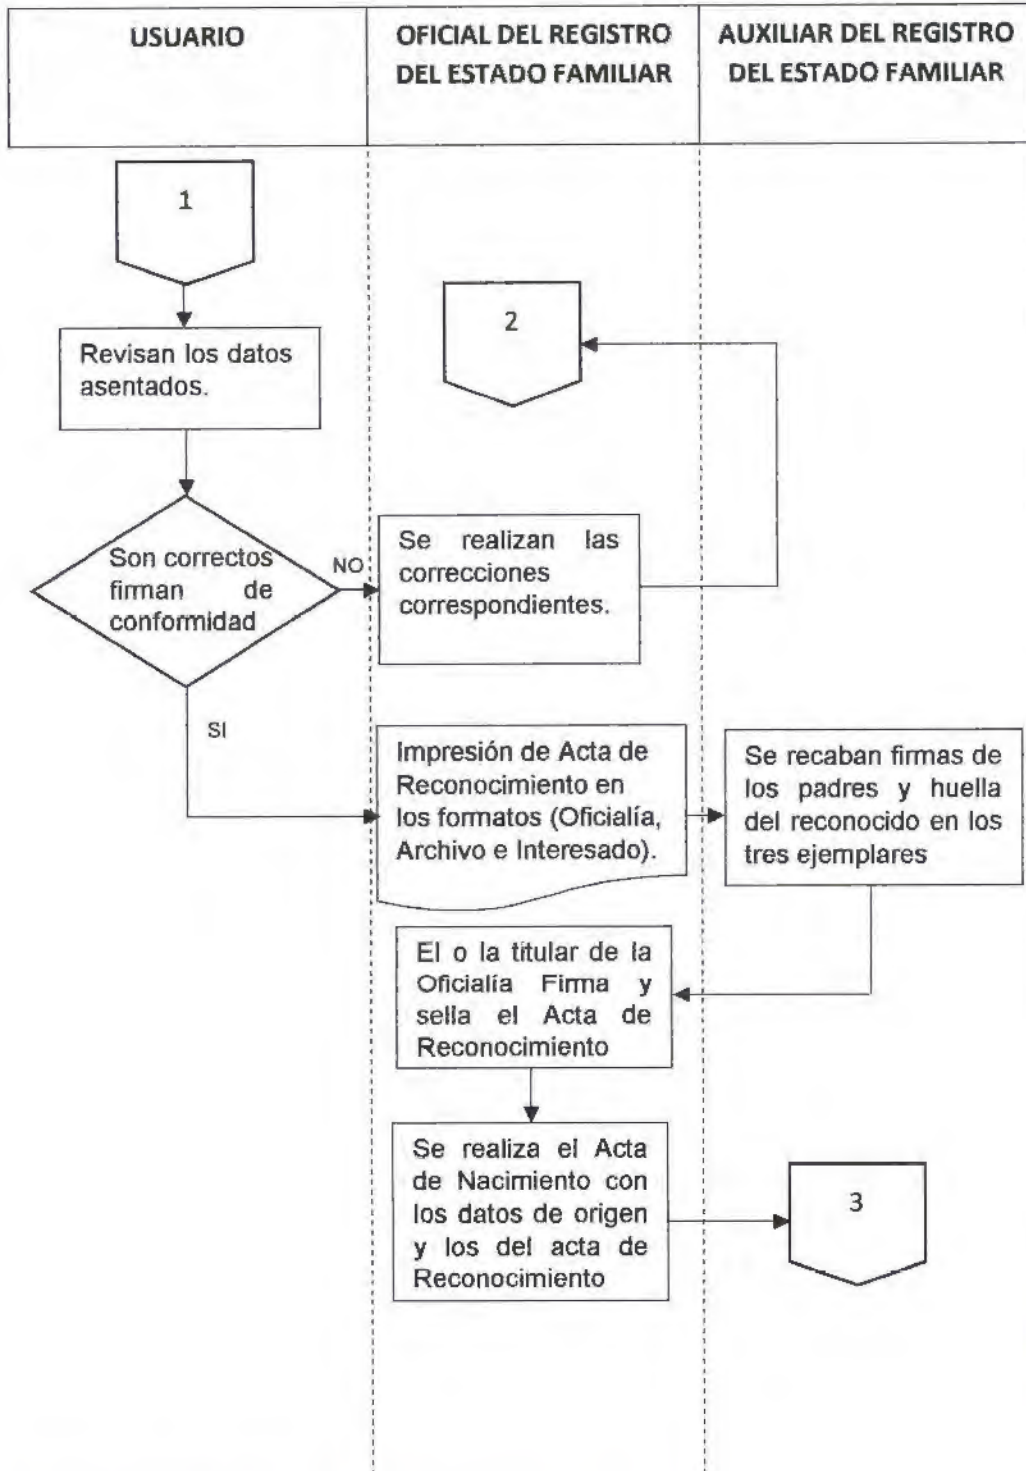 USUARIO
OFICIAL DEL REGISTRO
DEL ESTADO FAMILIAR
AUXILIAR DEL REGISTRO
DEL ESTADO FAMILIAR
1
2
Revisan los datos
asentados.
Son correctos
firman de
conformidad
NO
Se realizan las
correcciones
correspondientes.
SI
Impresión de Acta de
Reconocimiento en
los formatos (Oficialía,
Archivo e Interesado).
Se recaban firmas de
los padres y huella
del reconocido en los
tres ejemplares
El o la titular de la
Oficialía Firma y
sella el Acta de
Reconocimiento
Se realiza el Acta
de Nacimiento con
los datos de origen
y los del acta de
Reconocimiento
3